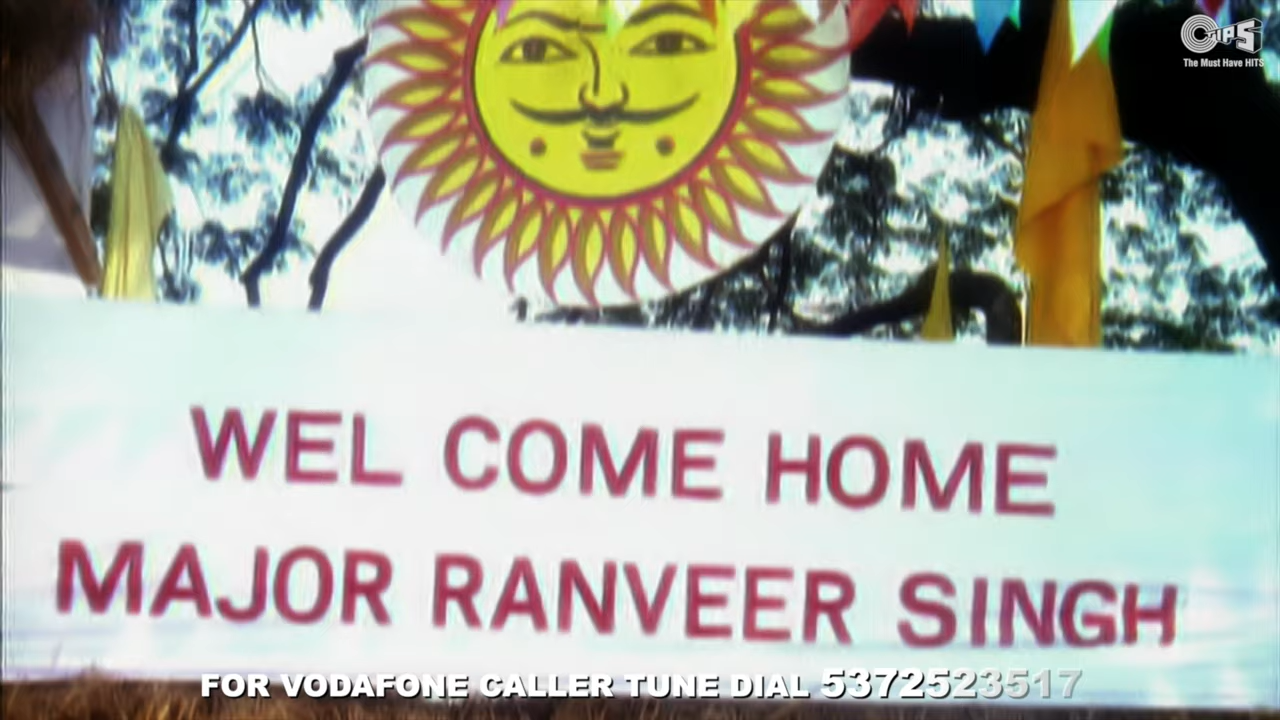 TIPS
The Must Have HITS
WEL COME HOME
MAJOR RANVEER SINGH
FOR VODAFONE CALLER TUNE DIAL 5372523517